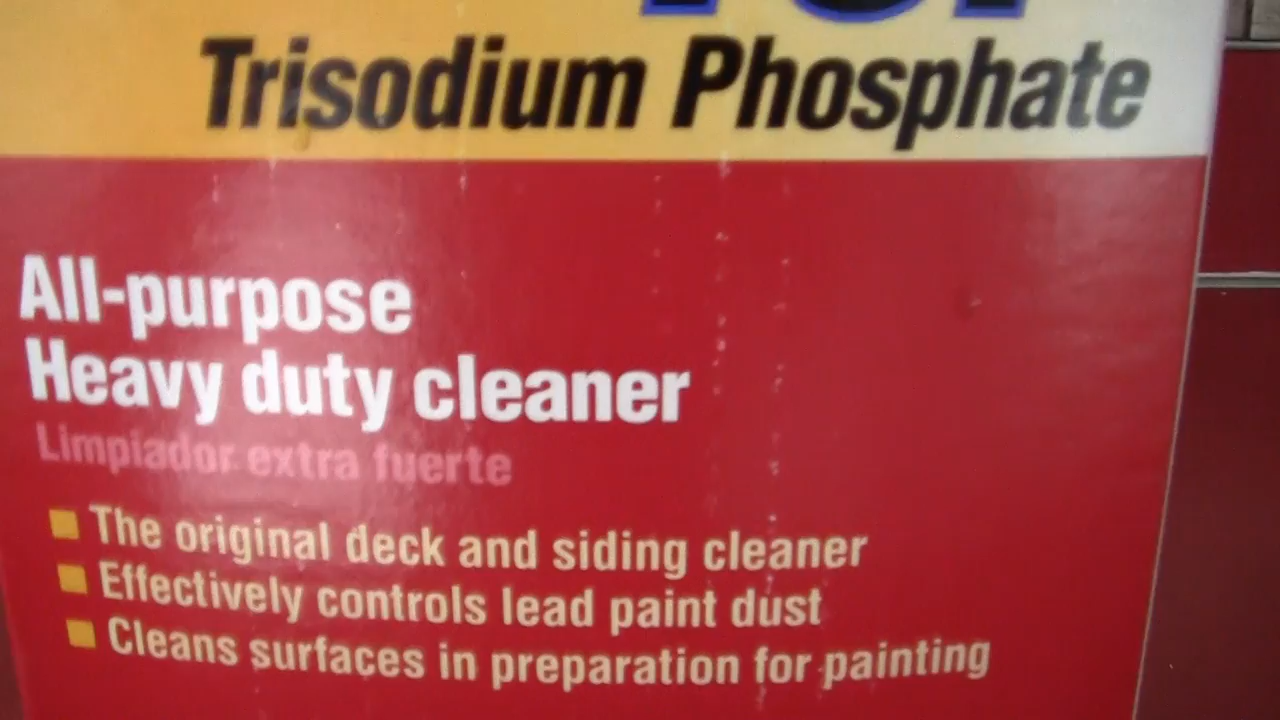 Trisodium Phosphate
All-purpose
Heavy duty cleaner
Limpiador extra fuerte
The original deck and siding cleaner
Effectively controls lead paint dust
Cleans surfaces in preparation for painting